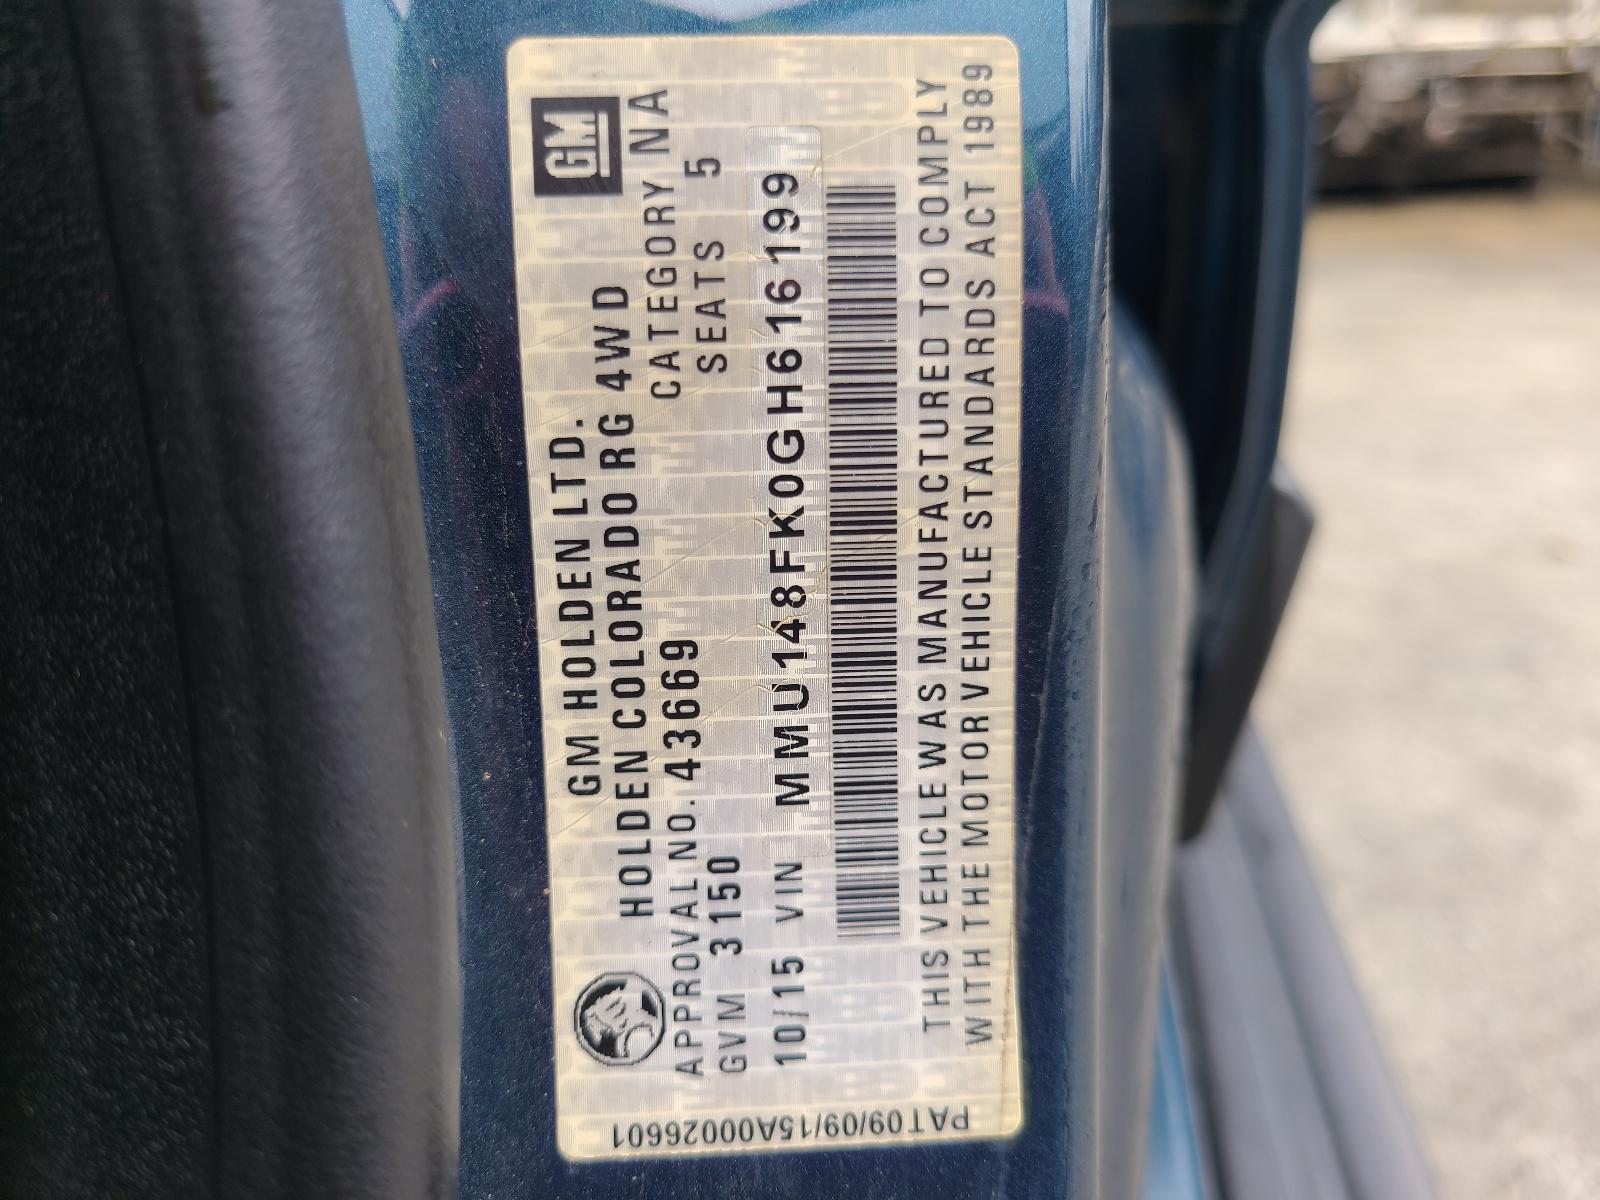 GM
GM HOLDEN LTD.
HOLDEN COLORADO RG 4WD
APPROVAL NO. 43669 CATEGORY NA
GVM 3150 SEATS 5
10/15 VIN MMU148FK0GH616199
THIS VEHICLE WAS MANUFACTURED TO COMPLY
WITH THE MOTOR VEHICLE STANDARDS ACT 1989
PAT09/09/15A00026601